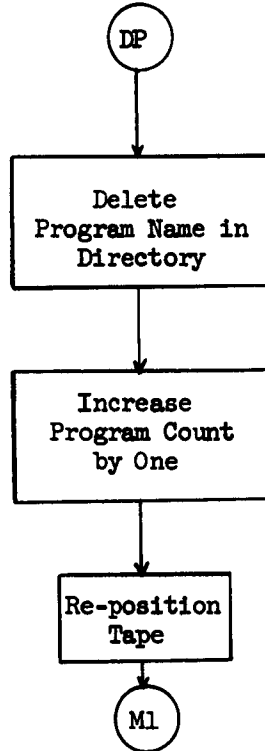 DP
Delete
Program Name in
Directory
Increase
Program Count
by One
Re-position
Tape
M1